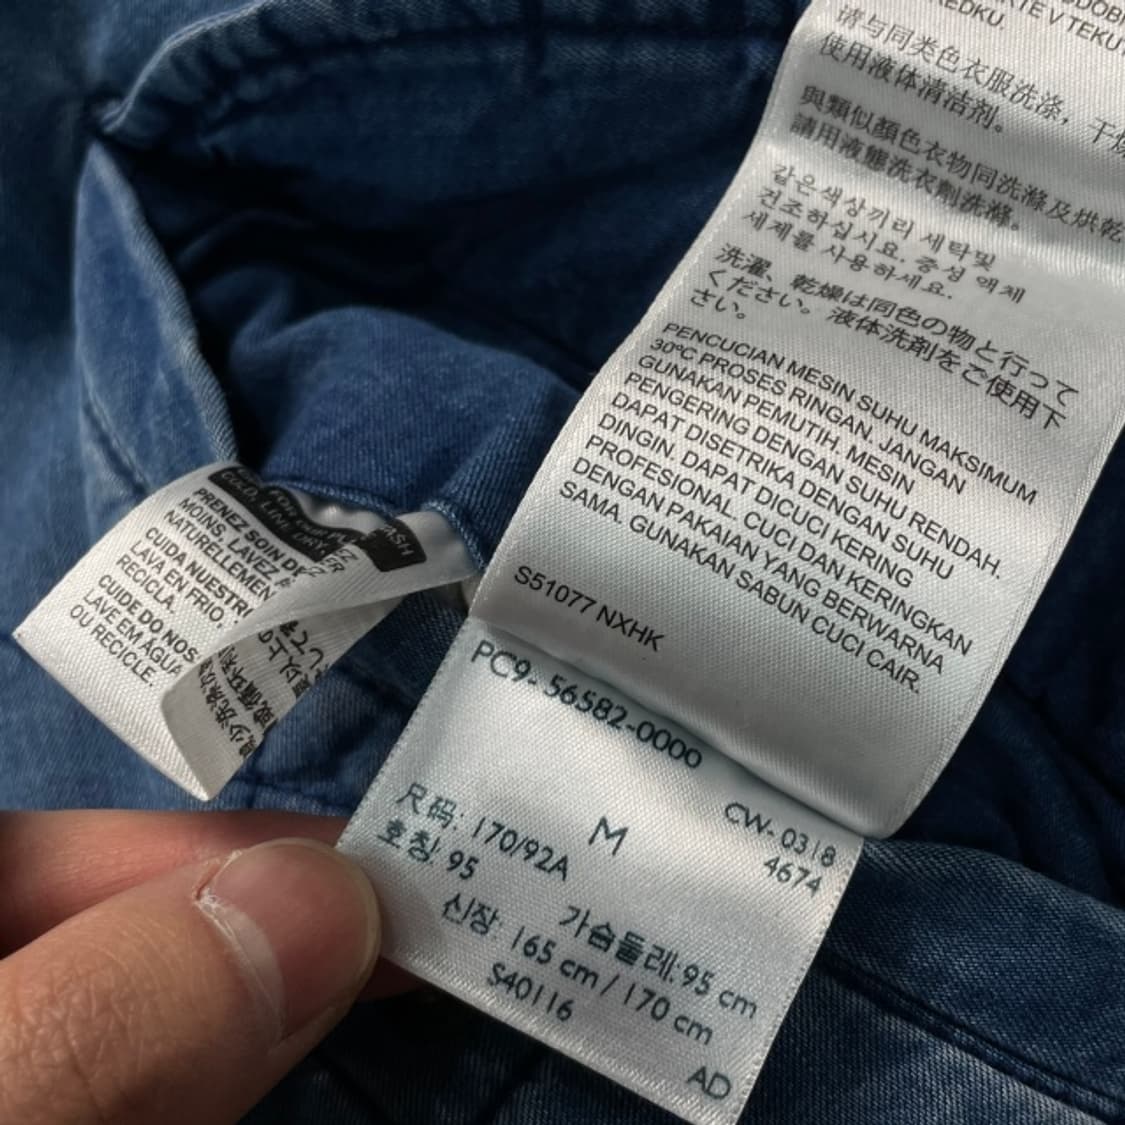 REDKU.
请与同类色衣服洗涤，干燥
使用液体清洁剂。
與類似顏色衣物同洗滌及烘乾
請用液態洗衣劑洗滌。
같은색상끼리 세탁및
건조하십시요. 중성 액체
세제를 사용하세요.
洗濯、乾燥は同色の物と行って
ください。液体洗剤をご使用下
さい。
PENCUCIAN MESIN SUHU MAKSIMUM
30°C PROSES RINGAN. JANGAN
GUNAKAN PEMUTIH. MESIN
PENGERING DENGAN SUHU RENDAH.
DAPAT DISETRIKA DENGAN SUHU
DINGIN. DAPAT DICUCI KERING
PROFESIONAL. CUCI DAN KERINGKAN
DENGAN PAKAIAN YANG BERWARNA
SAMA. GUNAKAN SABUN CUCI CAIR.
S51077 NXHK
PC9- 56582-0000
CW- 0318
4674
M
尺码: 170/92A
호칭: 95
가슴둘레: 95 cm
신장: 165 cm / 170 cm
S40116
AD
PRENEZ SOIN DE
MOINS, LAVEZ À
NATURELLEMEN
CUIDA NUESTR
LAVA EN FRIO,
RECICLA.
CUIDE DO NOS
LAVE EM ÁGUA
OU RECICLE.